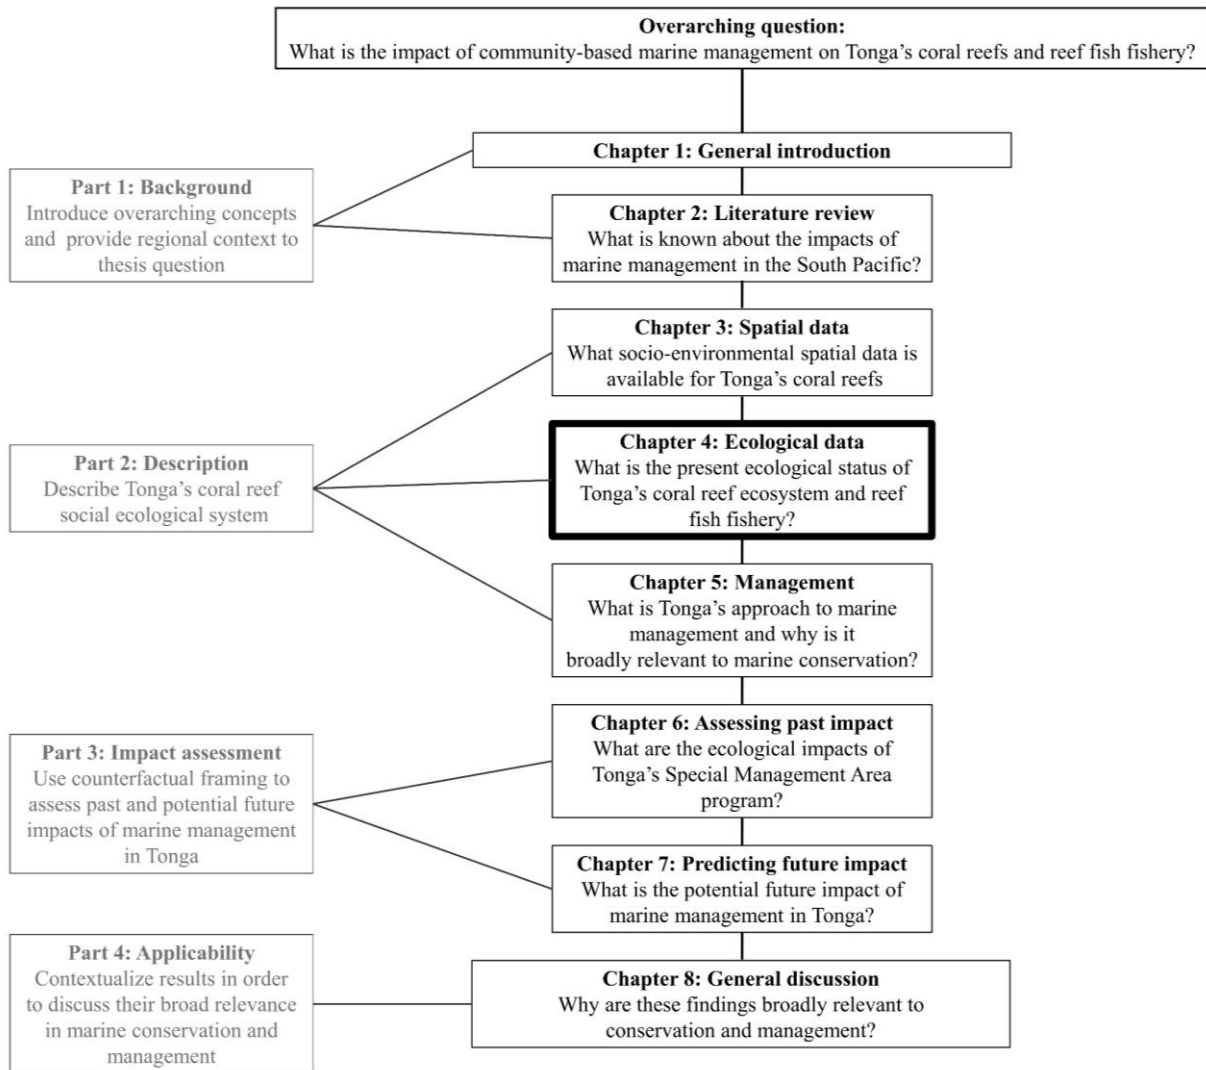 Overarching question:
What is the impact of community-based marine management on Tonga's coral reefs and reef fish fishery?
Chapter 1: General introduction
Part 1: Background
Introduce overarching concepts
and provide regional context to
thesis question
Chapter 2: Literature review
What is known about the impacts of
marine management in the South Pacific?
Chapter 3: Spatial data
What socio-environmental spatial data is
available for Tonga's coral reefs
Part 2: Description
Describe Tonga's coral reef
social ecological system
Chapter 4: Ecological data
What is the present ecological status of
Tonga's coral reef ecosystem and reef
fish fishery?
Chapter 5: Management
What is Tonga's approach to marine
management and why is it
broadly relevant to marine conservation?
Part 3: Impact assessment
Use counterfactual framing to
assess past and potential future
impacts of marine management
in Tonga
Chapter 6: Assessing past impact
What are the ecological impacts of
Tonga's Special Management Area
program?
Chapter 7: Predicting future impact
What is the potential future impact of
marine management in Tonga?
Part 4: Applicability
Contextualize results in order
to discuss their broad relevance
in marine conservation and
management
Chapter 8: General discussion
Why are these findings broadly relevant to
conservation and management?